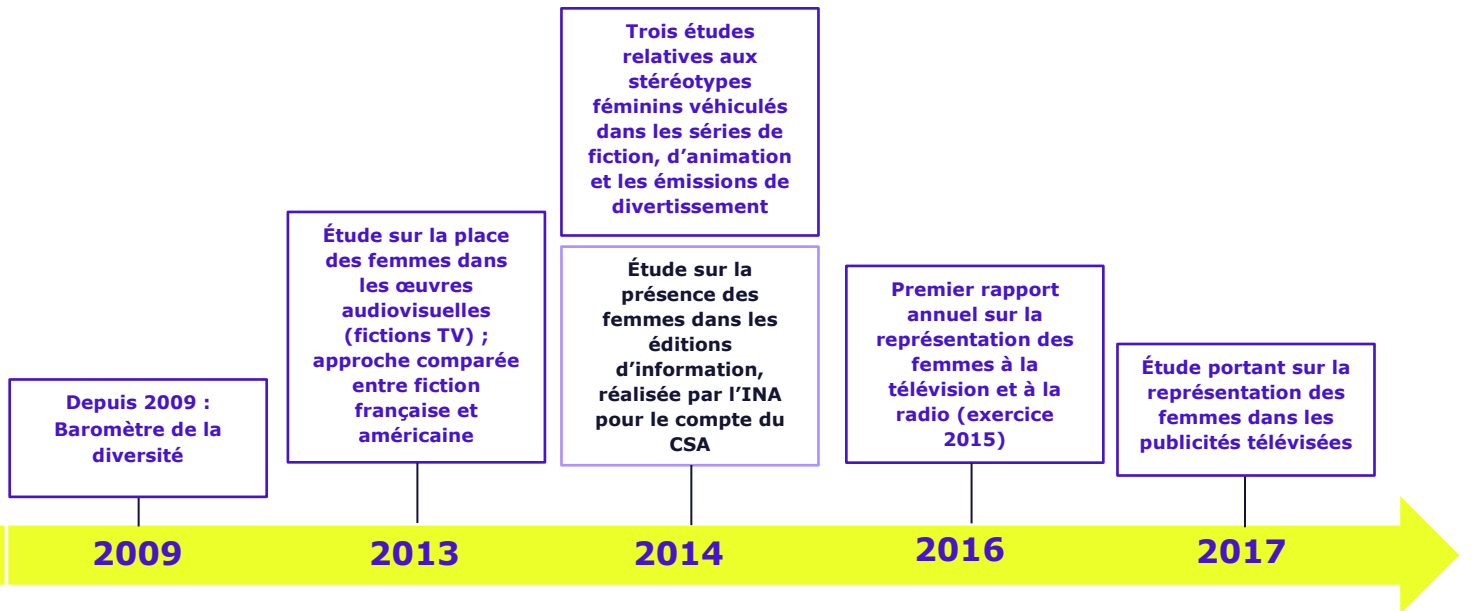 Depuis 2009 :
Baromètre de la
diversité
2009
Étude sur la place
des femmes dans
les œuvres
audiovisuelles
(fictions TV) ;
approche comparée
entre fiction
française et
américaine
2013
Trois études
relatives aux
stéréotypes
féminins véhiculés
dans les séries de
fiction, d’animation
et les émissions de
divertissement
Étude sur la
présence des
femmes dans les
éditions
d’information,
réalisée par l’INA
pour le compte du
CSA
2014
Premier rapport
annuel sur la
représentation des
femmes à la
télévision et à la
radio (exercice
2015)
2016
Étude portant sur la
représentation des
femmes dans les
publicités télévisées
2017